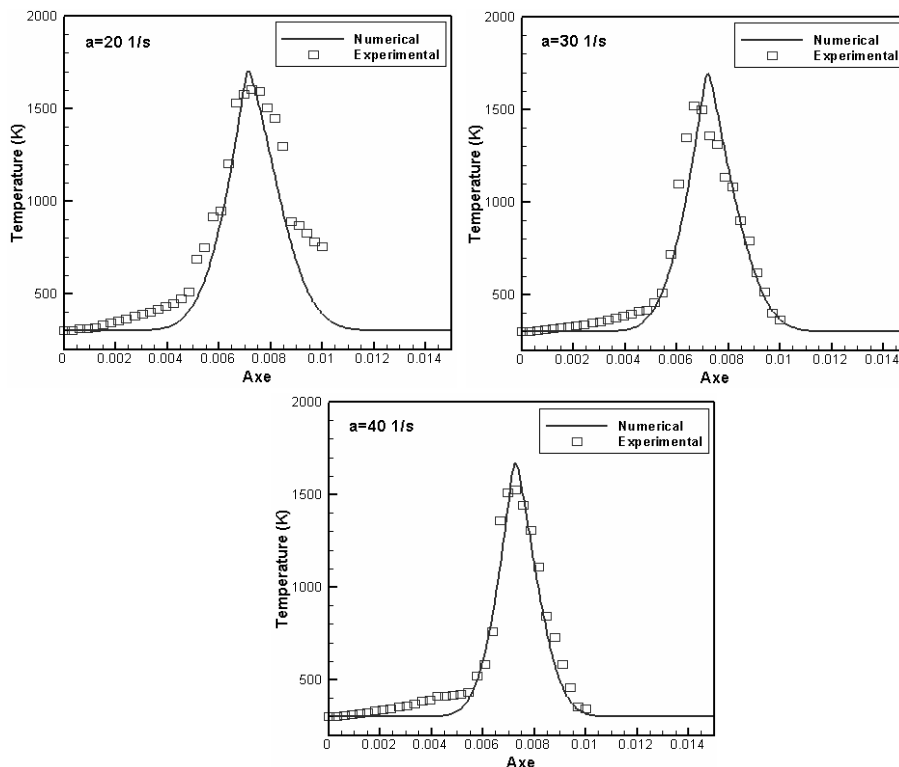 2000
a=20 1/s
Numerical
Experimental
1500
1000
500
Temperature (K)
0 0.002 0.004 0.006 0.008 0.01 0.012 0.014
Axe
2000
a=30 1/s
Numerical
Experimental
1500
1000
500
Temperature (K)
0 0.002 0.004 0.006 0.008 0.01 0.012 0.014
Axe
2000
a=40 1/s
Numerical
Experimental
1500
1000
500
Temperature (K)
0 0.002 0.004 0.006 0.008 0.01 0.012 0.014
Axe